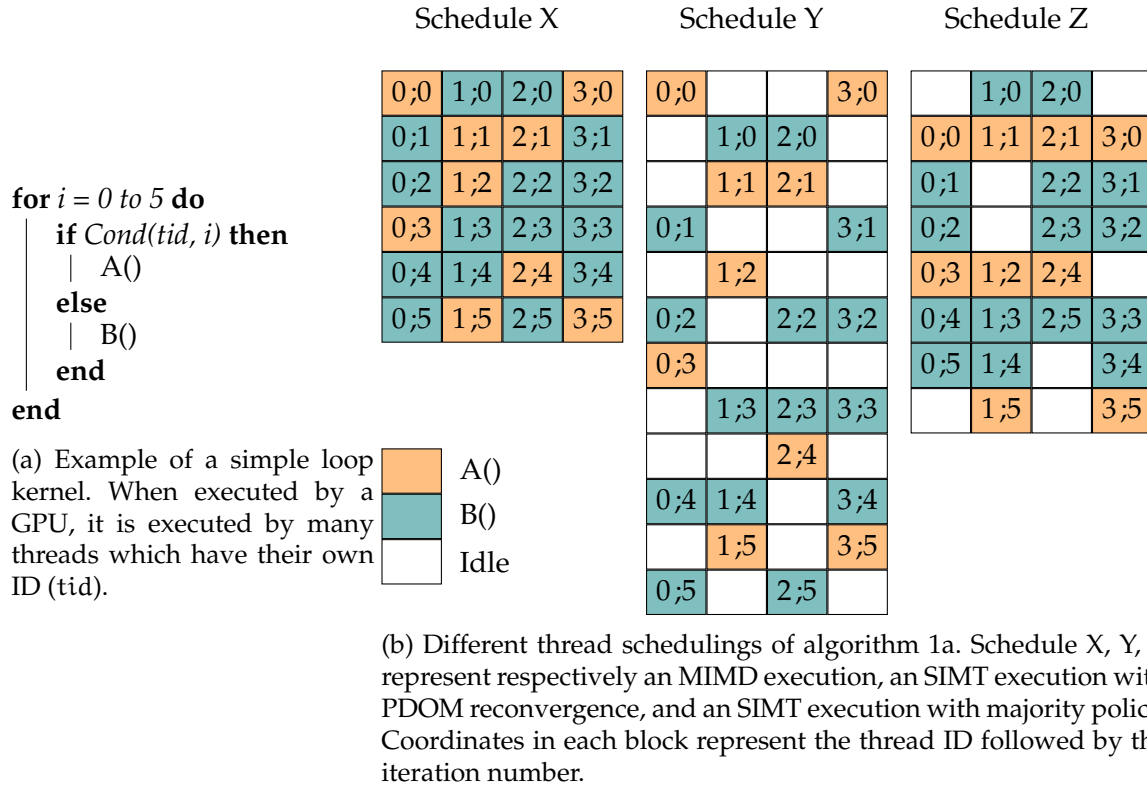 Schedule X Schedule Y Schedule Z
0;0 1;0 2;0 3;0 0;0 3;0 1;0 2;0
0;1 1;1 2;1 3;1 1;0 2;0 0;0 1;1 2;1 3;0
0;2 1;2 2;2 3;2 1;1 2;1 0;1 2;2 3;1
0;3 1;3 2;3 3;3 0;1 3;1 0;2 2;3 3;2
0;4 1;4 2;4 3;4 1;2 0;3 1;2 2;4
0;5 1;5 2;5 3;5 0;2 2;2 3;2 0;4 1;3 2;5 3;3
0;3 0;5 1;4 3;4
1;3 2;3 3;3 1;5 3;5
2;4
0;4 1;4 3;4
1;5 3;5
0;5 2;5
for i = 0 to 5 do
if Cond(tid, i) then
A()
else
B()
end
end
(a) Example of a simple loop
kernel. When executed by a
GPU, it is executed by many
threads which have their own
ID (tid).
A()
B()
Idle
(b) Different thread schedulings of algorithm 1a. Schedule X, Y,
represent respectively an MIMD execution, an SIMT execution
PDOM reconvergence, and an SIMT execution with majority
Coordinates in each block represent the thread ID followed by
iteration number.